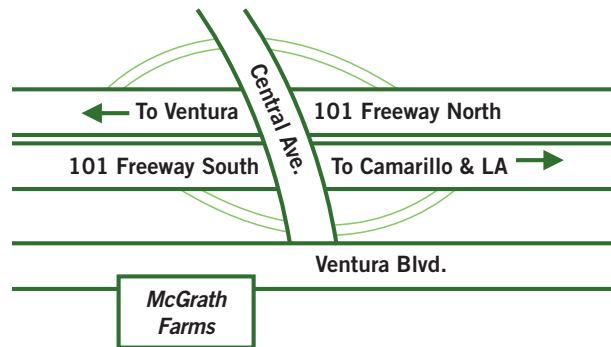 Central Ave.
To Ventura
101 Freeway North
101 Freeway South
To Camarillo & LA
Ventura Blvd.
McGrath
Farms